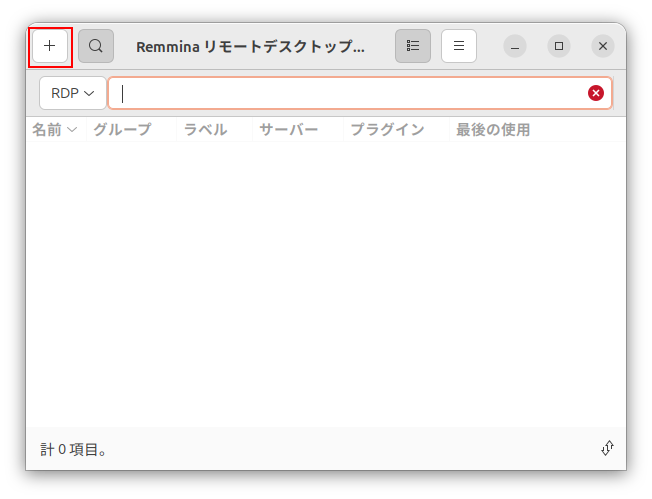 Remmina リモートデスクトップ...
RDP
名前 グループ ラベル サーバー プラグイン 最後の使用
計 0 項目。